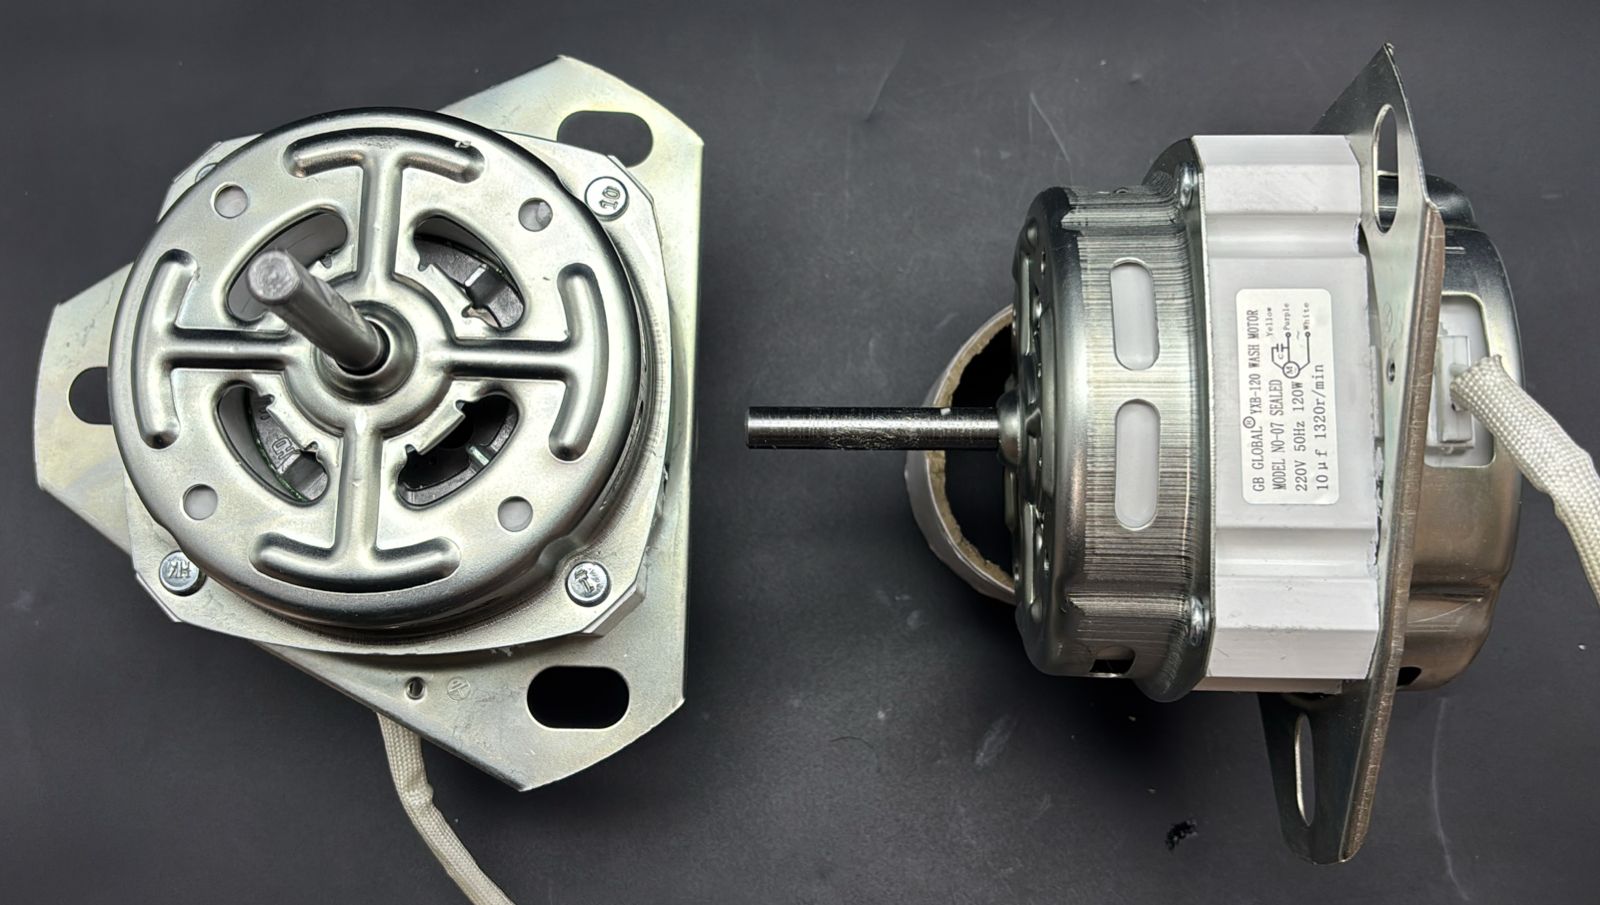 10
HK
GB GLOBAL® YXB-120 WASH MOTOR
MODEL NO-07 SEALED
220V 50Hz 120W
10μf 1320r/min
C
M
~
Yellow
Purple
White